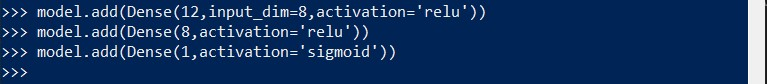 >>> model.add(Dense(12,input_dim=8,activation='relu'))
>>> model.add(Dense(8,activation='relu'))
>>> model.add(Dense(1,activation='sigmoid'))
>>>